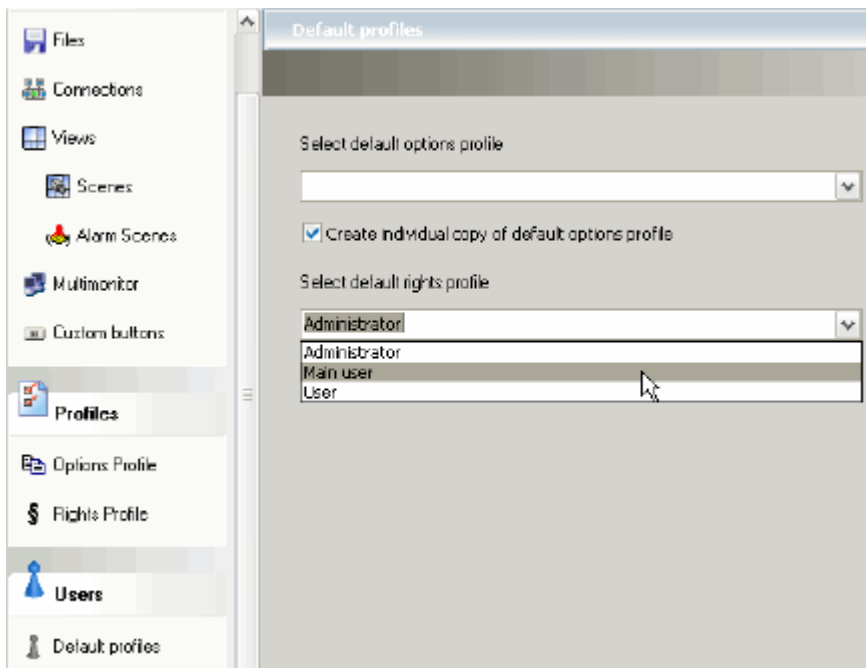 Files
Connections
Views
Scenes
Alarm Scenes
Multimonitor
Custom buttons
Profiles
Options Profile
§ Rights Profile
Users
Default profiles
Default profiles
Select default options profile
Create individual copy of default options profile
Select default rights profile
Administrator
Administrator
Main user
User